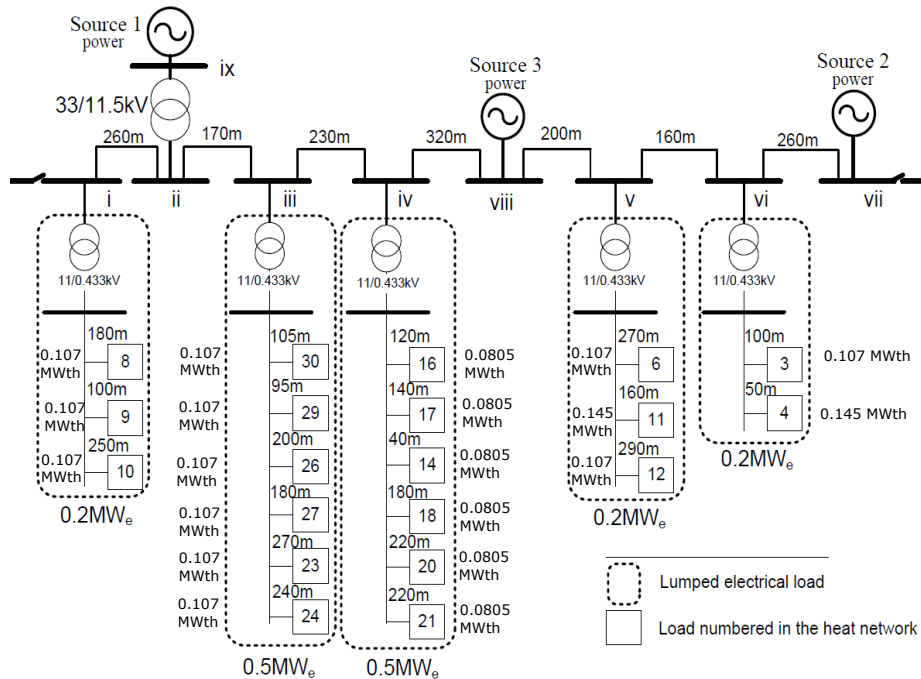 Source 1
power
ix
33/11.5kV
Source 3
power
Source 2
power
260m
170m
230m
320m
200m
160m
260m
i
ii
iii
iv
viii
v
vi
vii
11/0.433kV
11/0.433kV
11/0.433kV
11/0.433kV
11/0.433kV
180m
0.107
MWth
8
100m
0.107
MWth
9
250m
0.107
MWth
10
0.2MWe
105m
0.107
MWth
30
95m
0.107
MWth
29
200m
0.107
MWth
26
180m
0.107
MWth
27
270m
0.107
MWth
23
240m
0.107
MWth
24
0.5MWe
120m
16
0.0805
MWth
140m
17
0.0805
MWth
40m
14
0.0805
MWth
180m
18
0.0805
MWth
220m
20
0.0805
MWth
220m
21
0.0805
MWth
0.5MWe
270m
0.107
MWth
6
160m
0.145
MWth
11
290m
0.107
MWth
12
0.2MWe
100m
3
0.107 MWth
50m
4
0.145 MWth
0.2MWe
Lumped electrical load
Load numbered in the heat network